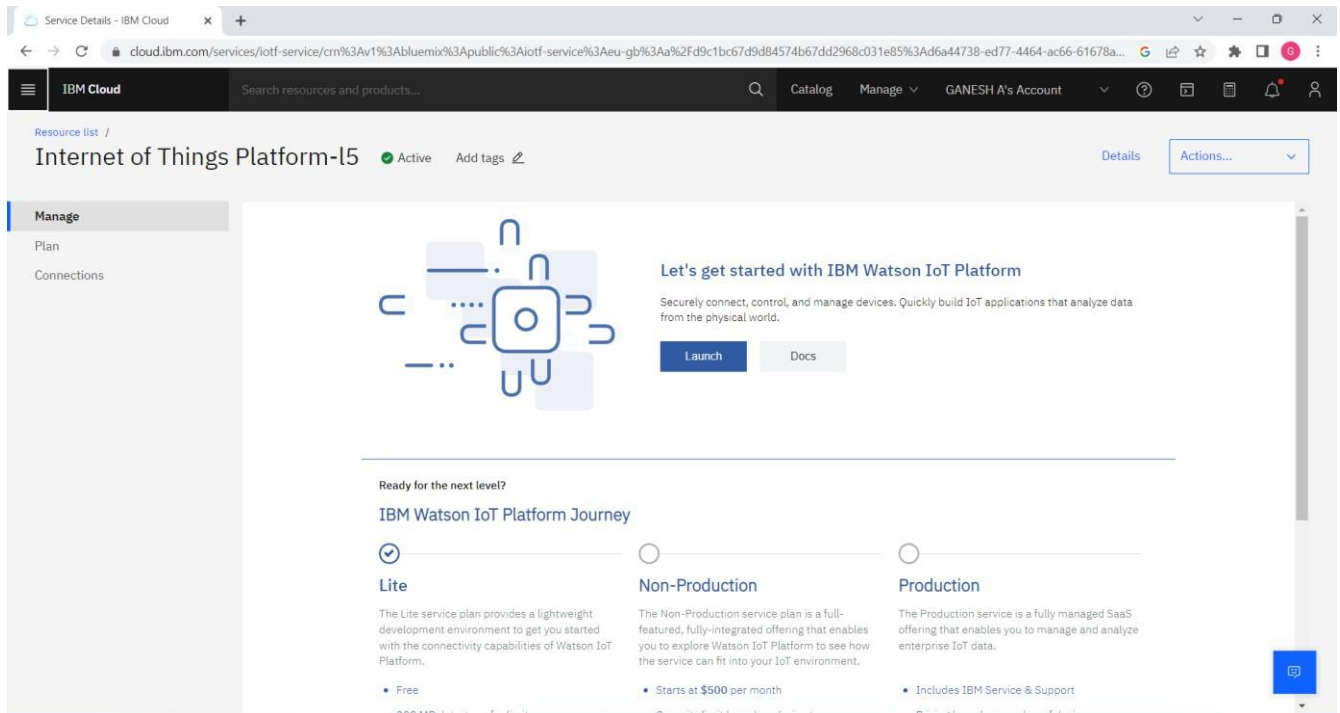 Service Details - IBM Cloud
cloud.ibm.com/services/iotf-service/crn%3Av1%3Abluemix%3Apublic%3Aiotf-service%3Aeu-gb%3Aa%2Fd9c1bc67d9d84574b67dd2968c031e85%3Ad6a44738-ed77-4464-ac66-61678a...
G
IBM Cloud
Search resources and products...
Catalog
Manage
GANESH A's Account
Resource list /
Internet of Things Platform-l5
Active
Add tags
Details
Actions...
Manage
Plan
Connections
Let's get started with IBM Watson IoT Platform
Securely connect, control, and manage devices. Quickly build IoT applications that analyze data
from the physical world.
Launch
Docs
Ready for the next level?
IBM Watson IoT Platform Journey
Lite
The Lite service plan provides a lightweight
development environment to get you started
with the connectivity capabilities of Watson IoT
Platform.
• Free
Non-Production
The Non-Production service plan is a full-
featured, fully-integrated offering that enables
you to explore Watson IoT Platform to see how
the service can fit into your IoT environment.
• Starts at $500 per month
Production
The Production service is a fully managed SaaS
offering that enables you to manage and analyze
enterprise IoT data.
• Includes IBM Service & Support